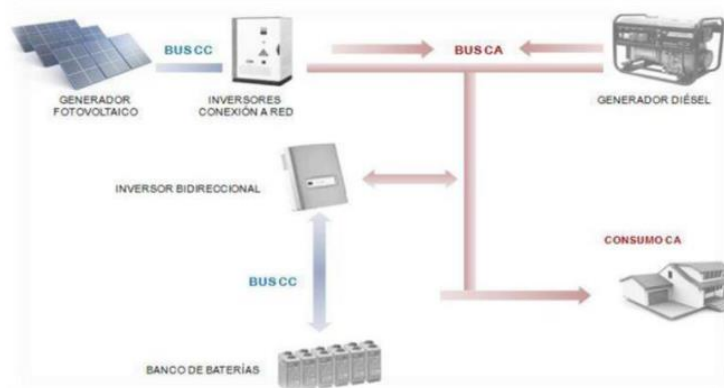 BUS CC
BUS CA
GENERADOR
FOTOVOLTAICO
INVERSORES
CONEXIÓN A RED
GENERADOR DIÉSEL
INVERSOR BIDIRECCIONAL
CONSUMO CA
BUS CC
BANCO DE BATERÍAS